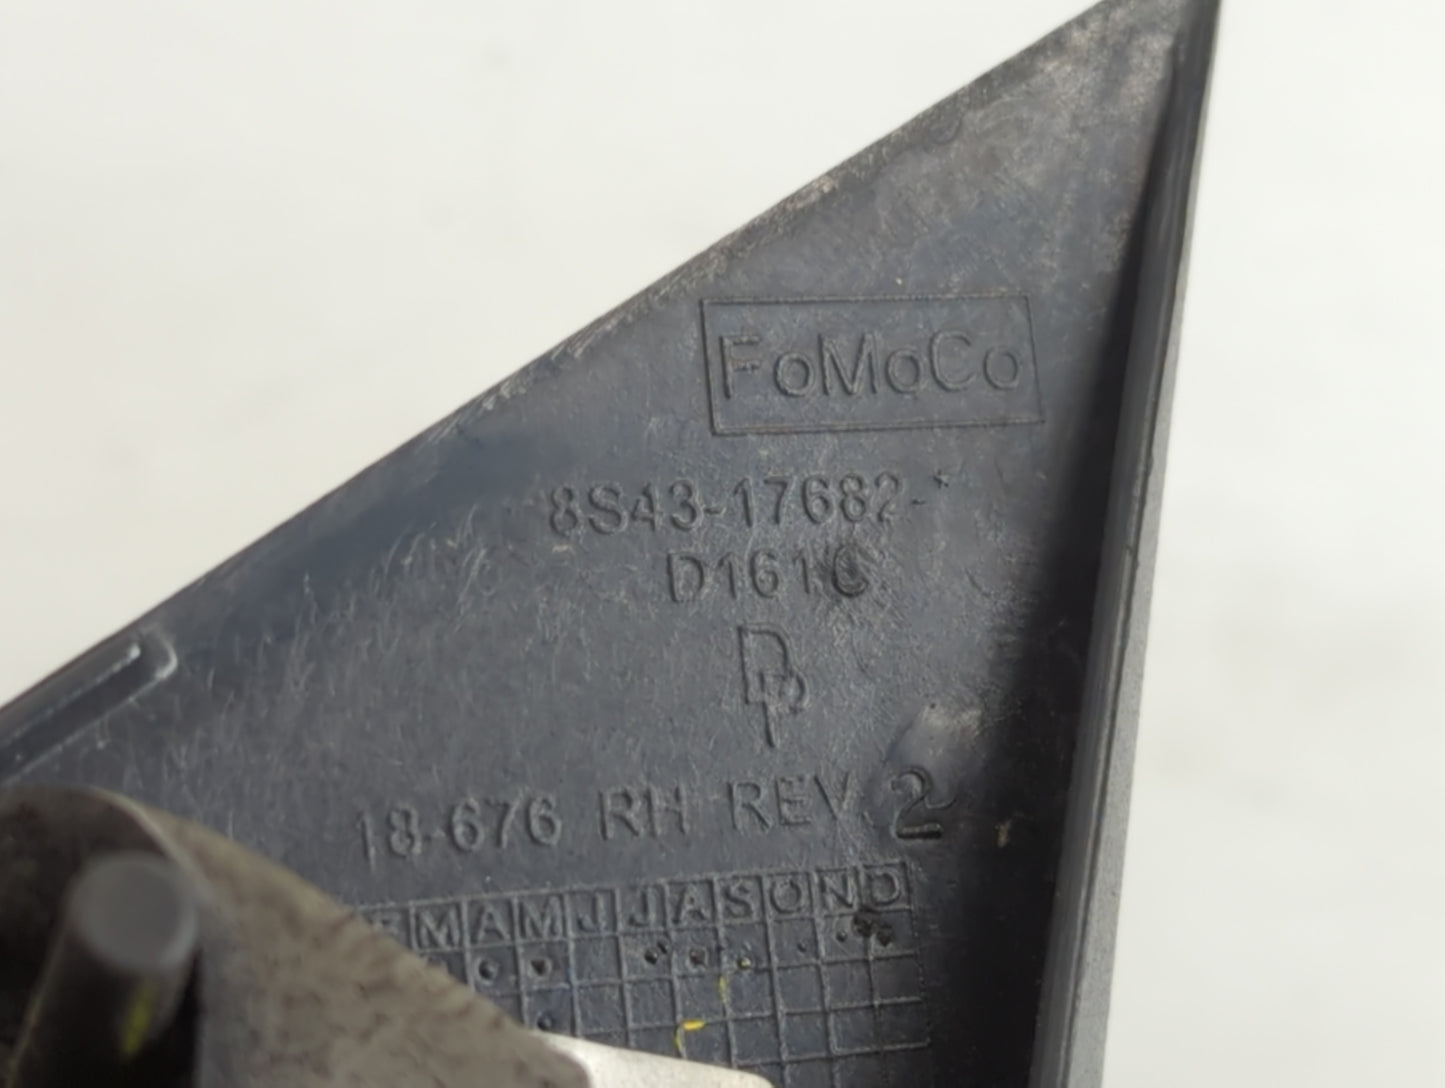 FoMoCo
8S43-17682-*
D161C
18-676 RH REV. 2
M A M J J A S O N D